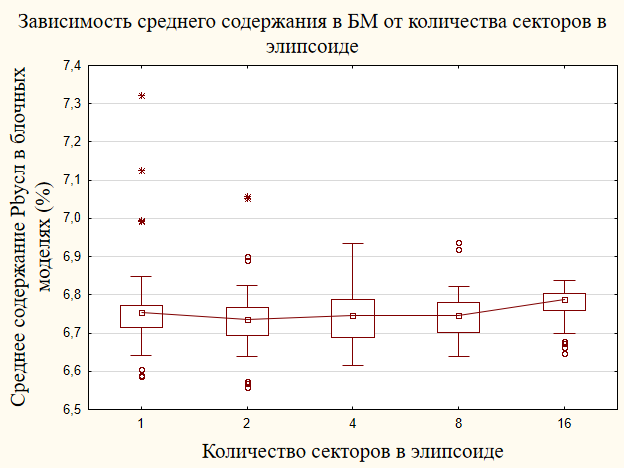 Зависимость среднего содержания в БМ от количества секторов в
элипсоиде
Среднее содержание Pbусл в блочных
моделях (%)
7,4
7,3
7,2
7,1
7,0
6,9
6,8
6,7
6,6
6,5
1 2 4 8 16
Количество секторов в элипсоиде